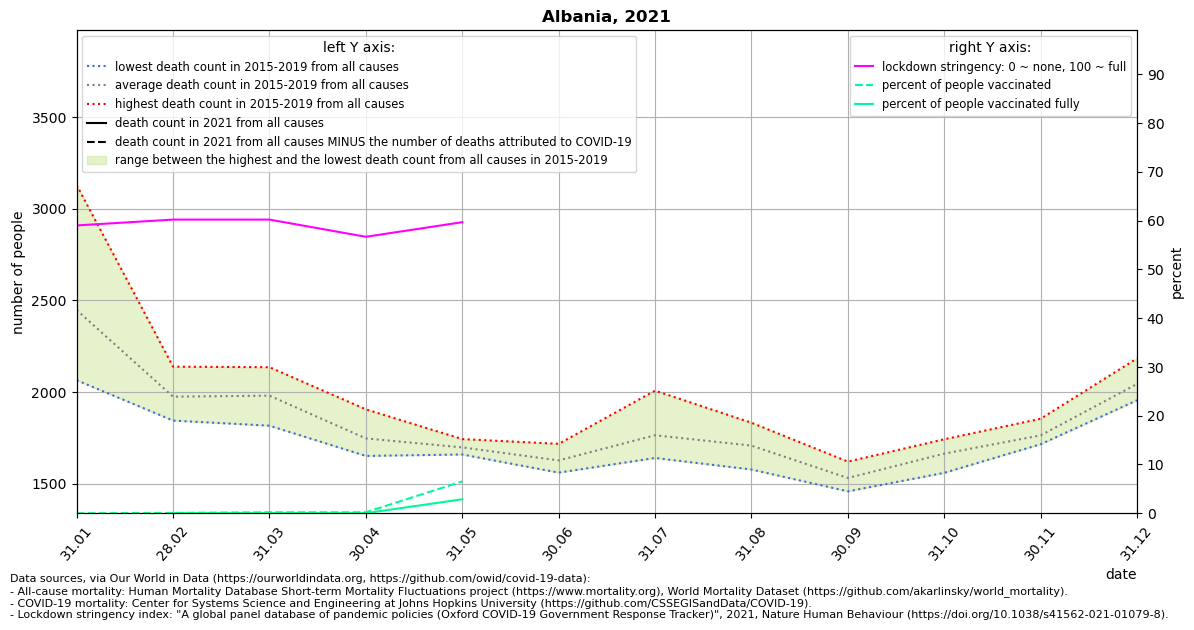 Albania, 2021
left Y axis:
lowest death count in 2015-2019 from all causes
average death count in 2015-2019 from all causes
highest death count in 2015-2019 from all causes
death count in 2021 from all causes
death count in 2021 from all causes MINUS the number of deaths attributed to COVID-19
range between the highest and the lowest death count from all causes in 2015-2019
right Y axis:
lockdown stringency: 0 ~ none, 100 ~ full
percent of people vaccinated
percent of people vaccinated fully
number of people
3500
3000
2500
2000
1500
percent
90
80
70
60
50
40
30
20
10
0
31.01
28.02
31.03
30.04
31.05
30.06
31.07
31.08
30.09
31.10
30.11
31.12
date
Data sources, via Our World in Data (https://ourworldindata.org, https://github.com/owid/covid-19-data):
- All-cause mortality: Human Mortality Database Short-term Mortality Fluctuations project (https://www.mortality.org), World Mortality Dataset (https://github.com/akarlinsky/world_mortality).
- COVID-19 mortality: Center for Systems Science and Engineering at Johns Hopkins University (https://github.com/CSSEGISandData/COVID-19).
- Lockdown stringency index: "A global panel database of pandemic policies (Oxford COVID-19 Government Response Tracker)", 2021, Nature Human Behaviour (https://doi.org/10.1038/s41562-021-01079-8).